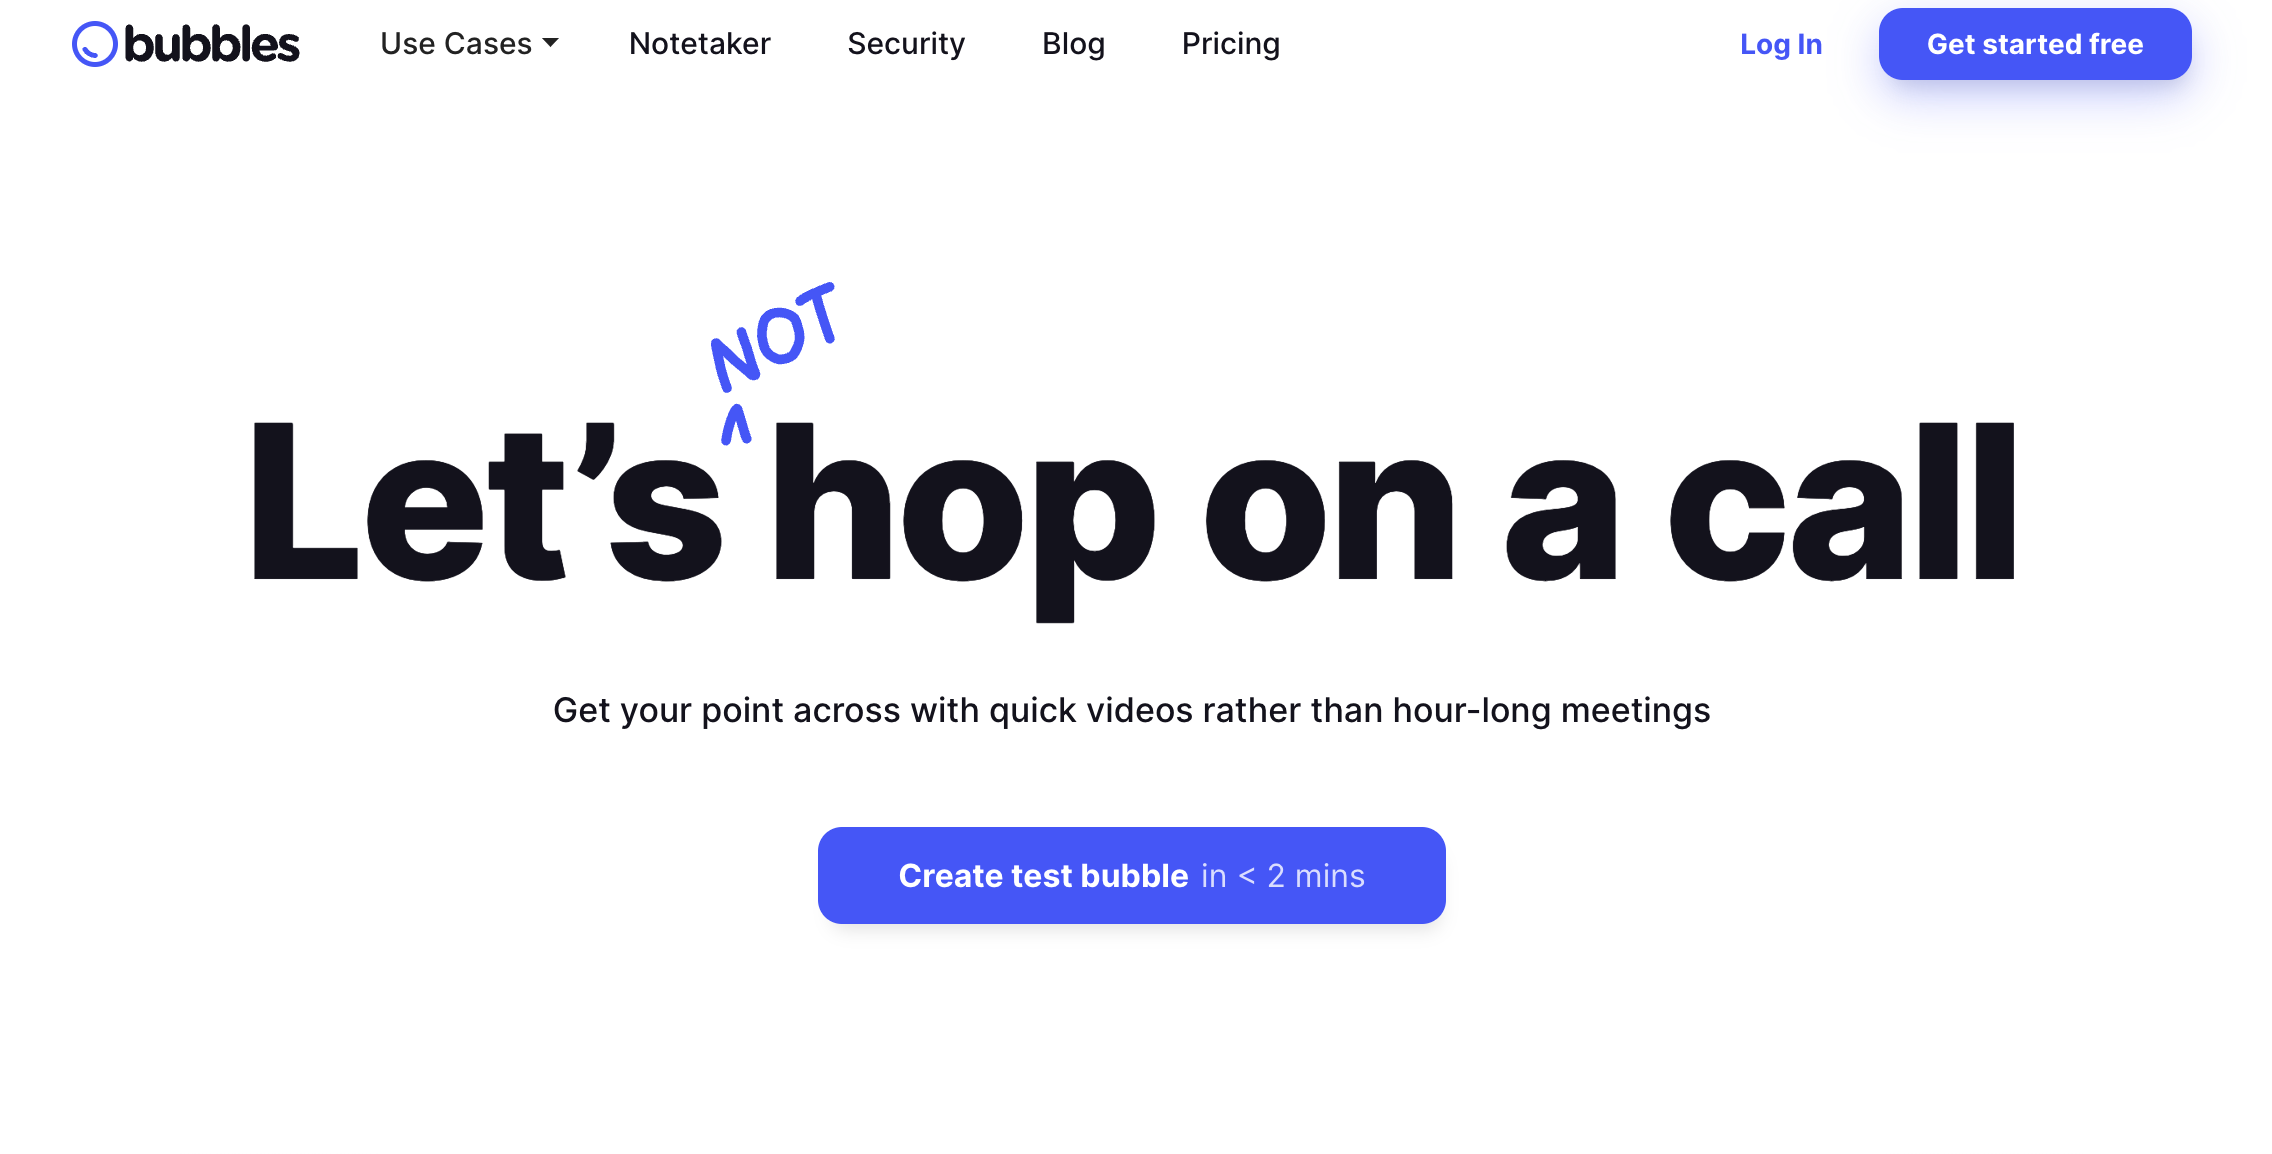 bubbles Use Cases Notetaker Security Blog Pricing Log In Get started free
NOT
Let’s hop on a call
Get your point across with quick videos rather than hour-long meetings
Create test bubble in < 2 mins